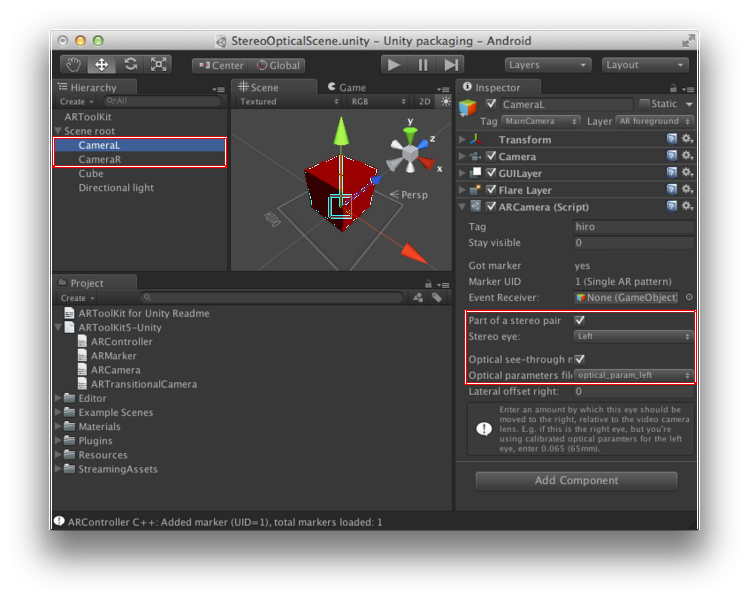 StereoOpticalScene.unity – Unity packaging – Android
Center
Global
Layers
Layout
Hierarchy
Create
All
ARToolKit
Scene root
CameraL
CameraR
Cube
Directional light
Scene
Game
Textured
RGB
2D
y
z
x
Persp
HIRO
Inspector
CameraL
Static
Tag
MainCamera
Layer
AR foreground
Transform
Camera
GUILayer
Flare Layer
ARCamera (Script)
Tag
hiro
Stay visible
0
Got marker
yes
Marker UID
1 (Single AR pattern)
Event Receiver:
None (GameObject)
Part of a stereo pair
Stereo eye:
Left
Optical see-through m
Optical parameters file
optical_param_left
Lateral offset right:
0
Enter an amount by which this eye should be
moved to the right, relative to the video camera
lens. E.g. if this is the right eye, but you're
using calibrated optical paramters for the left
eye, enter 0.065 (65mm).
Add Component
Project
Create
ARToolKit for Unity Readme
ARToolKit5-Unity
ARController
ARMarker
ARCamera
ARTransitionalCamera
Editor
Example Scenes
Materials
Plugins
Resources
StreamingAssets
ARController C++: Added marker (UID=1), total markers loaded: 1